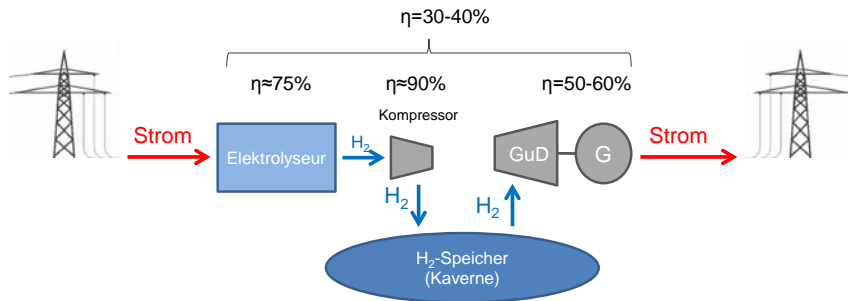 η=30-40%
η≈75%
η≈90%
η=50-60%
Kompressor
Strom
Elektrolyseur
H₂
GuD
G
Strom
H₂
H₂
H₂-Speicher
(Kaverne)